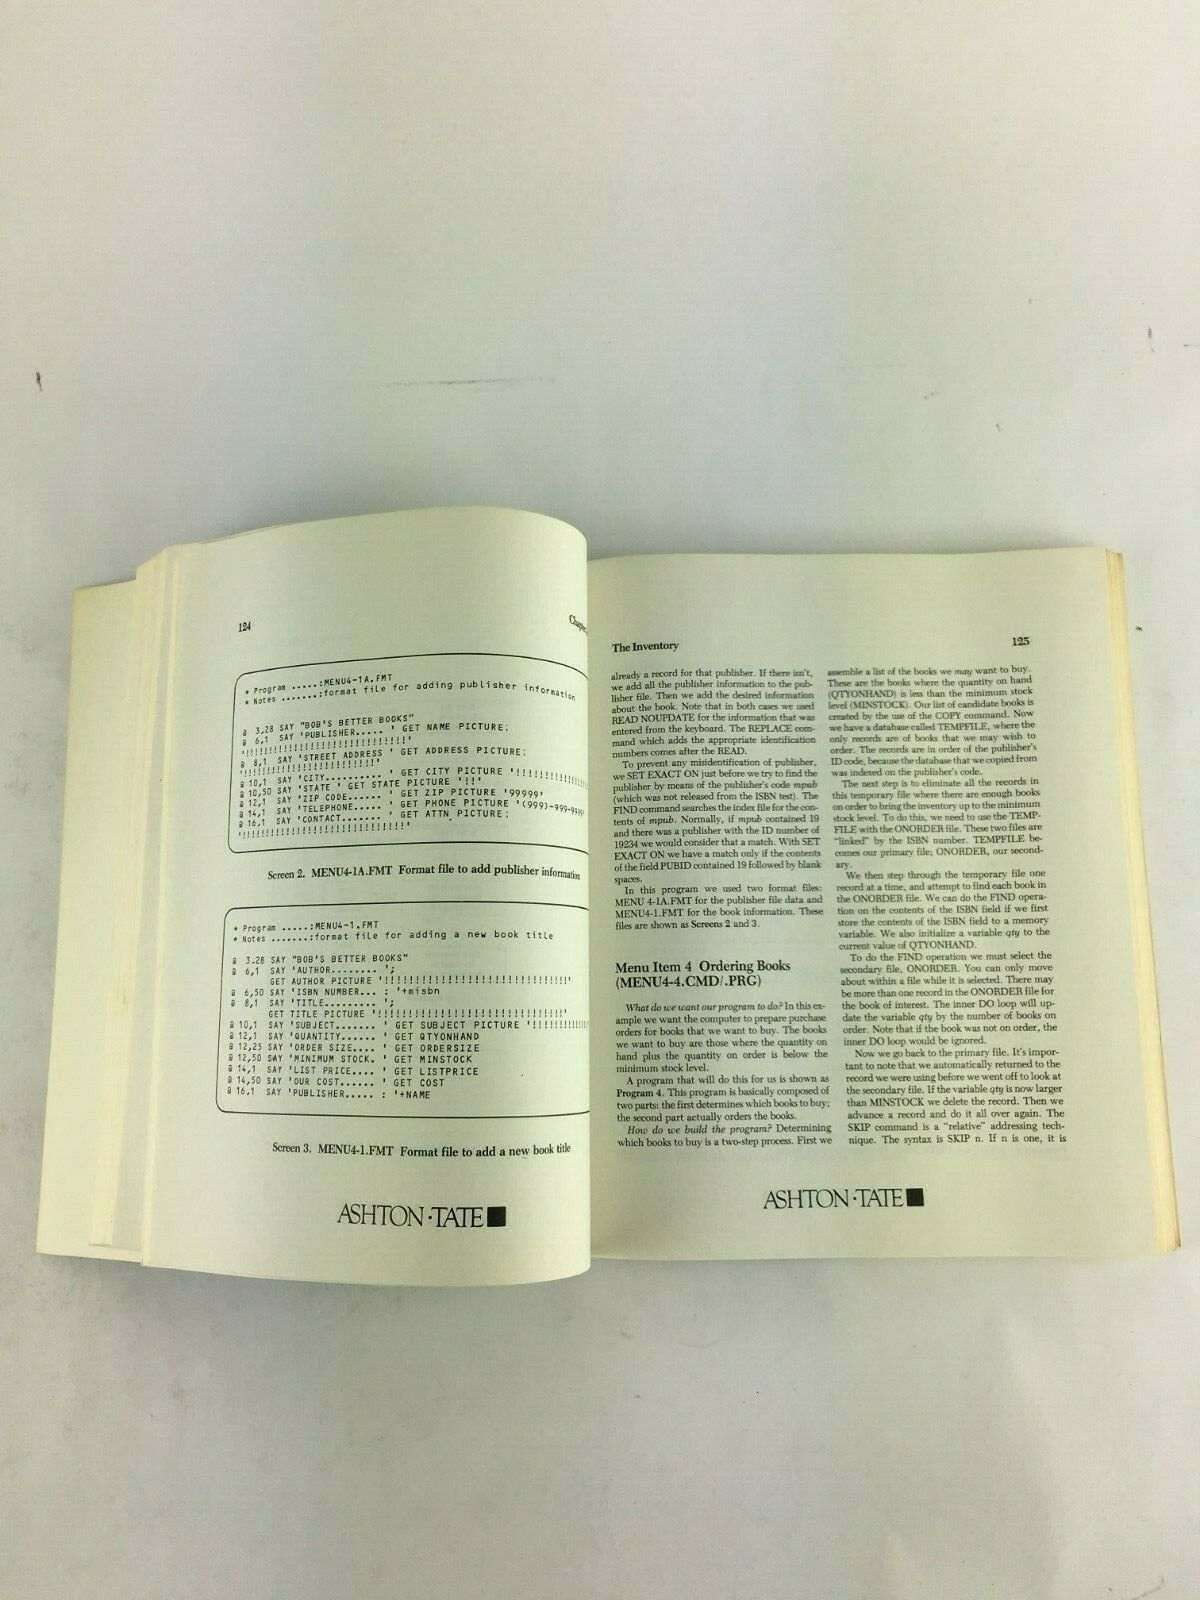 124
Chapter
* Program .....:MENU4-1A.FMT
* Notes .......:format file for adding publisher information
@ 3,28 SAY "BOB'S BETTER BOOKS"
@ 6,1 SAY 'PUBLISHER..... ' GET NAME PICTURE;
@ 8,1 SAY 'STREET ADDRESS ' GET ADDRESS PICTURE;
@ 10,1 SAY 'CITY.......... ' GET CITY PICTURE
@ 10,50 SAY 'STATE ' GET STATE PICTURE '!!'
@ 12,1 SAY 'ZIP CODE...... ' GET ZIP PICTURE '99999'
@ 14,1 SAY 'TELEPHONE..... ' GET PHONE PICTURE '(999)-999-9999'
@ 16,1 SAY 'CONTACT....... ' GET ATTN PICTURE;
Screen 2. MENU4-1A.FMT Format file to add publisher information
* Program .....:MENU4-1.FMT
* Notes .......:format file for adding a new book title
@ 3.28 SAY "BOB'S BETTER BOOKS"
@ 6,1 SAY 'AUTHOR........ ';
GET AUTHOR PICTURE
@ 6,50 SAY 'ISBN NUMBER... : '+misbn
@ 8,1 SAY 'TITLE......... ';
GET TITLE PICTURE
@ 10,1 SAY 'SUBJECT....... ' GET SUBJECT PICTURE
@ 12,1 SAY 'QUANTITY...... ' GET QTYONHAND
@ 12,25 SAY 'ORDER SIZE.... ' GET ORDERSIZE
@ 12,50 SAY 'MINIMUM STOCK. ' GET MINSTOCK
@ 14,1 SAY 'LIST PRICE.... ' GET LISTPRICE
@ 14,50 SAY 'OUR COST...... ' GET COST
@ 16,1 SAY 'PUBLISHER..... : '+NAME
Screen 3. MENU4-1.FMT Format file to add a new book title
ASHTON·TATE
The Inventory
125
already a record for that publisher. If there isn't,
we add all the publisher information to the pub-
lisher file. Then we add the desired information
about the book. Note that in both cases we used
READ NOUPDATE for the information that was
entered from the keyboard. The REPLACE com-
mand which adds the appropriate identification
numbers comes after the READ.
To prevent any misidentification of publisher,
we SET EXACT ON just before we try to find the
publisher by means of the publisher's code mpub
(which was not released from the ISBN test). The
FIND command searches the index file for the con-
tents of mpub. Normally, if mpub contained 19
and there was a publisher with the ID number of
19234 we would consider that a match. With SET
EXACT ON we have a match only if the contents
of the field PUBID contained 19 followed by blank
spaces.
In this program we used two format files:
MENU 4-1A.FMT for the publisher file data and
MENU4-1.FMT for the book information. These
files are shown as Screens 2 and 3.
Menu Item 4 Ordering Books
(MENU4-4.CMD/.PRG)
What do we want our program to do? In this ex-
ample we want the computer to prepare purchase
orders for books that we want to buy. The books
we want to buy are those where the quantity on
hand plus the quantity on order is below the
minimum stock level.
A program that will do this for us is shown as
Program 4. This program is basically composed of
two parts: the first determines which books to buy;
the second part actually orders the books.
How do we build the program? Determining
which books to buy is a two-step process. First we
assemble a list of the books we may want to buy.
These are the books where the quantity on hand
(QTYONHAND) is less than the minimum stock
level (MINSTOCK). Our list of candidate books is
created by the use of the COPY command. Now
we have a database called TEMPFILE, where the
only records are of books that we may wish to
order. The records are in order of the publisher's
ID code, because the database that we copied from
was indexed on the publisher's code.
The next step is to eliminate all the records in
this temporary file where there are enough books
on order to bring the inventory up to the minimum
stock level. To do this, we need to use the TEMP-
FILE with the ONORDER file. These two files are
"linked" by the ISBN number. TEMPFILE be-
comes our primary file; ONORDER, our second-
ary.
We then step through the temporary file one
record at a time, and attempt to find each book in
the ONORDER file. We can do the FIND opera-
tion on the contents of the ISBN field if we first
store the contents of the ISBN field to a memory
variable. We also initialize a variable qty to the
current value of QTYONHAND.
To do the FIND operation we must select the
secondary file, ONORDER. You can only move
about within a file while it is selected. There may
be more than one record in the ONORDER file for
the book of interest. The inner DO loop will up-
date the variable qty by the number of books on
order. Note that if the book was not on order, the
inner DO loop would be ignored.
Now we go back to the primary file. It's impor-
tant to note that we automatically returned to the
record we were using before we went off to look at
the secondary file. If the variable qty is now larger
than MINSTOCK we delete the record. Then we
advance a record and do it all over again. The
SKIP command is a "relative" addressing tech-
nique. The syntax is SKIP n. If n is one, it is
ASHTON·TATE